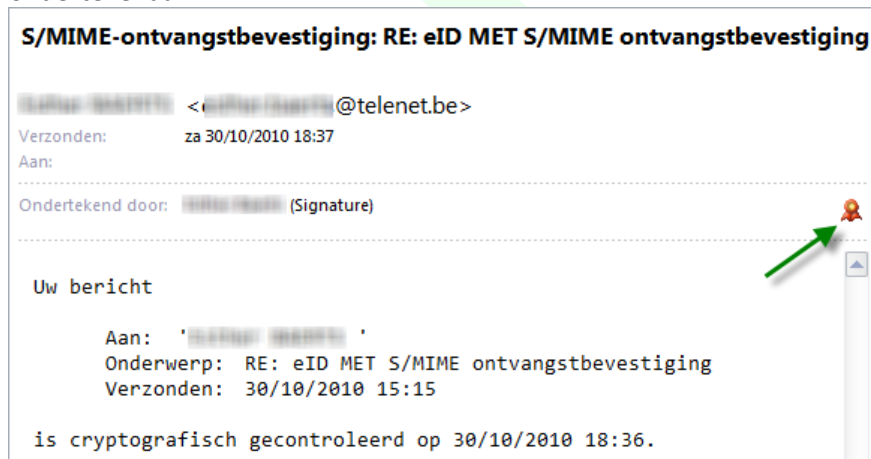 S/MIME-ontvangstbevestiging: RE: eID MET S/MIME ontvangstbevestiging
< @telenet.be>
Verzonden: za 30/10/2010 18:37
Aan:
Ondertekend door: (Signature)
Uw bericht
Aan: ' '
Onderwerp: RE: eID MET S/MIME ontvangstbevestiging
Verzonden: 30/10/2010 15:15
is cryptografisch gecontroleerd op 30/10/2010 18:36.